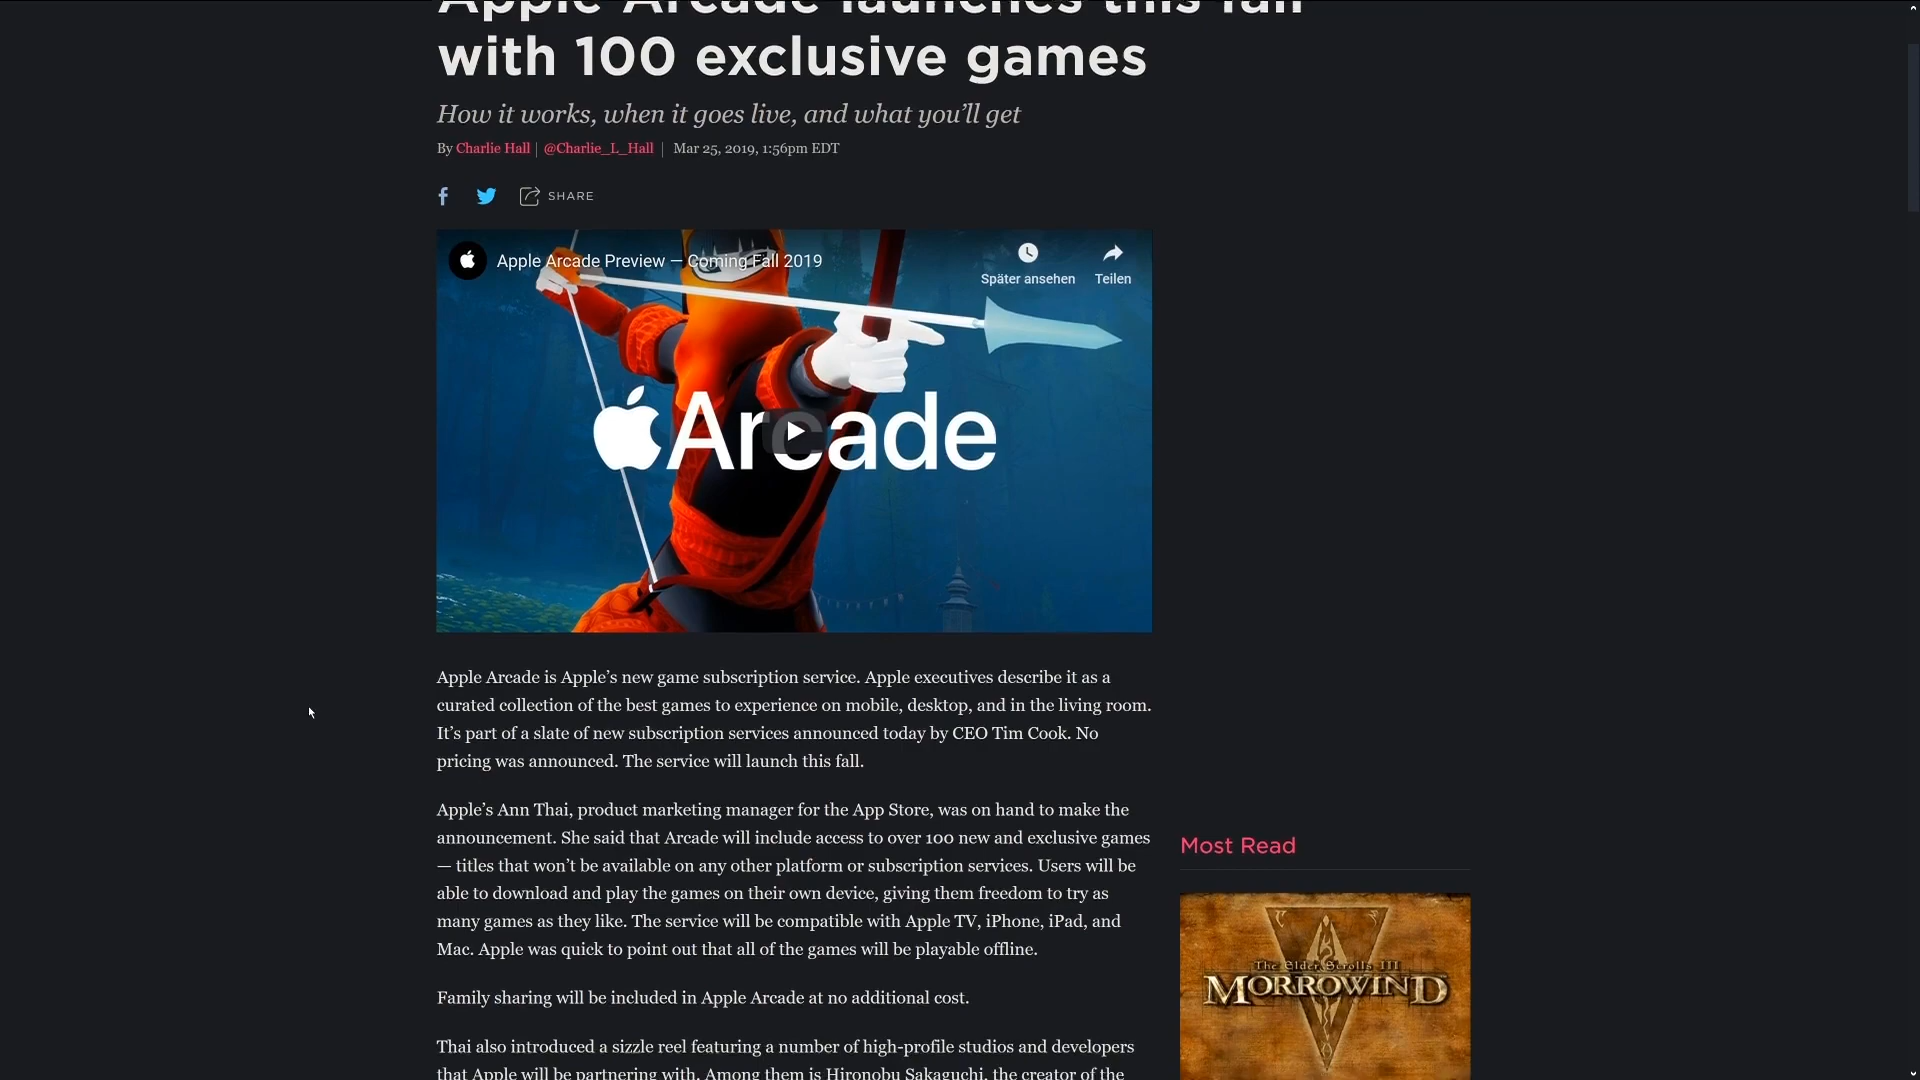 Apple Arcade launches this fall
with 100 exclusive games
How it works, when it goes live, and what you’ll get
By Charlie Hall | @Charlie_L_Hall | Mar 25, 2019, 1:56pm EDT
SHARE
Apple Arcade Preview — Coming Fall 2019
Später ansehen
Teilen
Arcade
Apple Arcade is Apple’s new game subscription service. Apple executives describe it as a
curated collection of the best games to experience on mobile, desktop, and in the living room.
It’s part of a slate of new subscription services announced today by CEO Tim Cook. No
pricing was announced. The service will launch this fall.
Apple’s Ann Thai, product marketing manager for the App Store, was on hand to make the
announcement. She said that Arcade will include access to over 100 new and exclusive games
— titles that won’t be available on any other platform or subscription services. Users will be
able to download and play the games on their own device, giving them freedom to try as
many games as they like. The service will be compatible with Apple TV, iPhone, iPad, and
Mac. Apple was quick to point out that all of the games will be playable offline.
Family sharing will be included in Apple Arcade at no additional cost.
Thai also introduced a sizzle reel featuring a number of high-profile studios and developers
that Apple will be partnering with. Among them is Hironobu Sakaguchi, the creator of the
Most Read
The Elder Scrolls III
MORROWIND